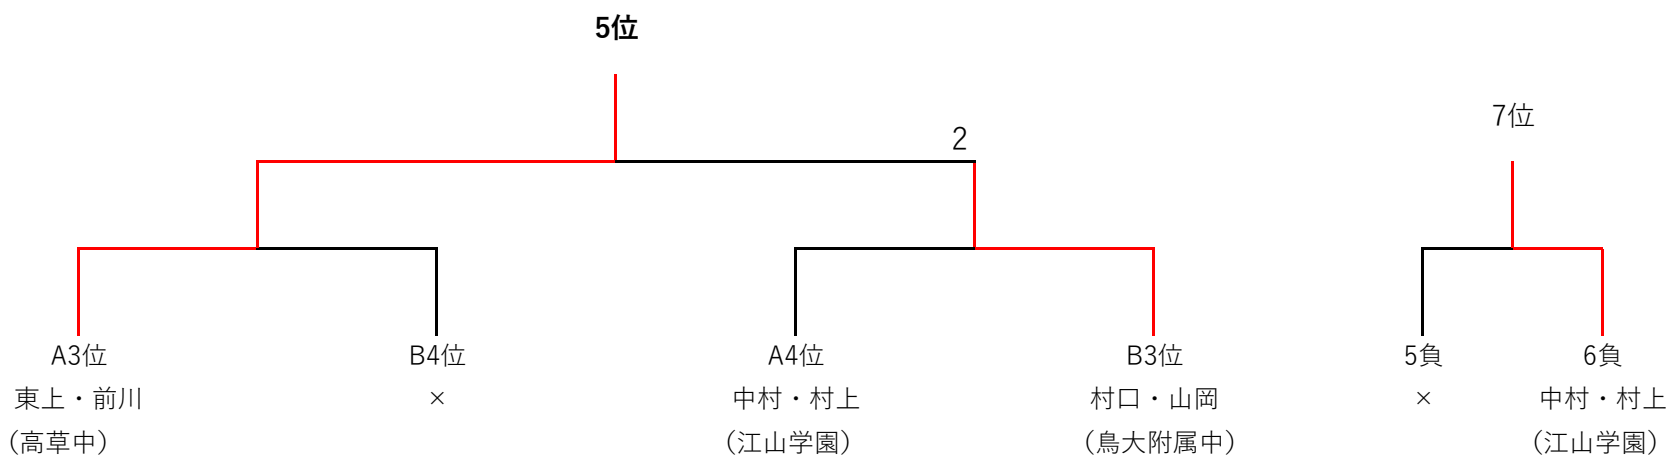 5位
2
7位
A3位 B4位 A4位 B3位 5負 6負
東上・前川 × 中村・村上 村口・山岡 × 中村・村上
（高草中） （江山学園） （鳥大附属中） （江山学園）